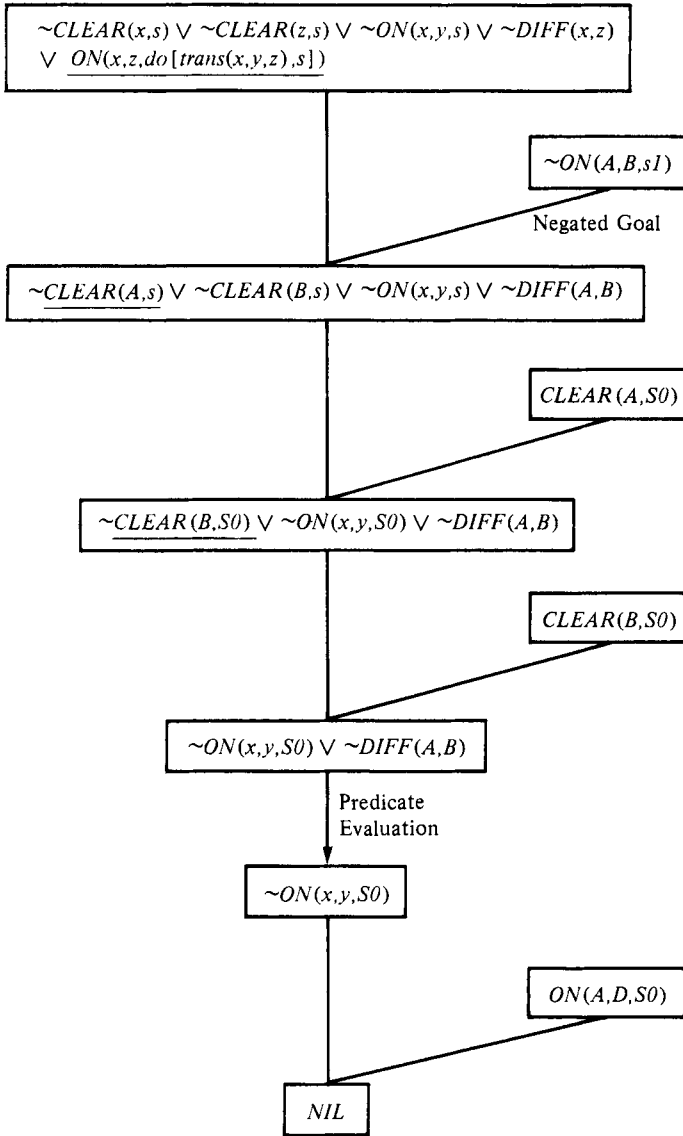 ~CLEAR(x,s) ∨ ~CLEAR(z,s) ∨ ~ON(x,y,s) ∨ ~DIFF(x,z)
∨ ON(x,z,do[trans(x,y,z),s])
~ON(A,B,s1)
Negated Goal
~CLEAR(A,s) ∨ ~CLEAR(B,s) ∨ ~ON(x,y,s) ∨ ~DIFF(A,B)
CLEAR(A,S0)
~CLEAR(B,S0) ∨ ~ON(x,y,S0) ∨ ~DIFF(A,B)
CLEAR(B,S0)
~ON(x,y,S0) ∨ ~DIFF(A,B)
Predicate
Evaluation
~ON(x,y,S0)
ON(A,D,S0)
NIL